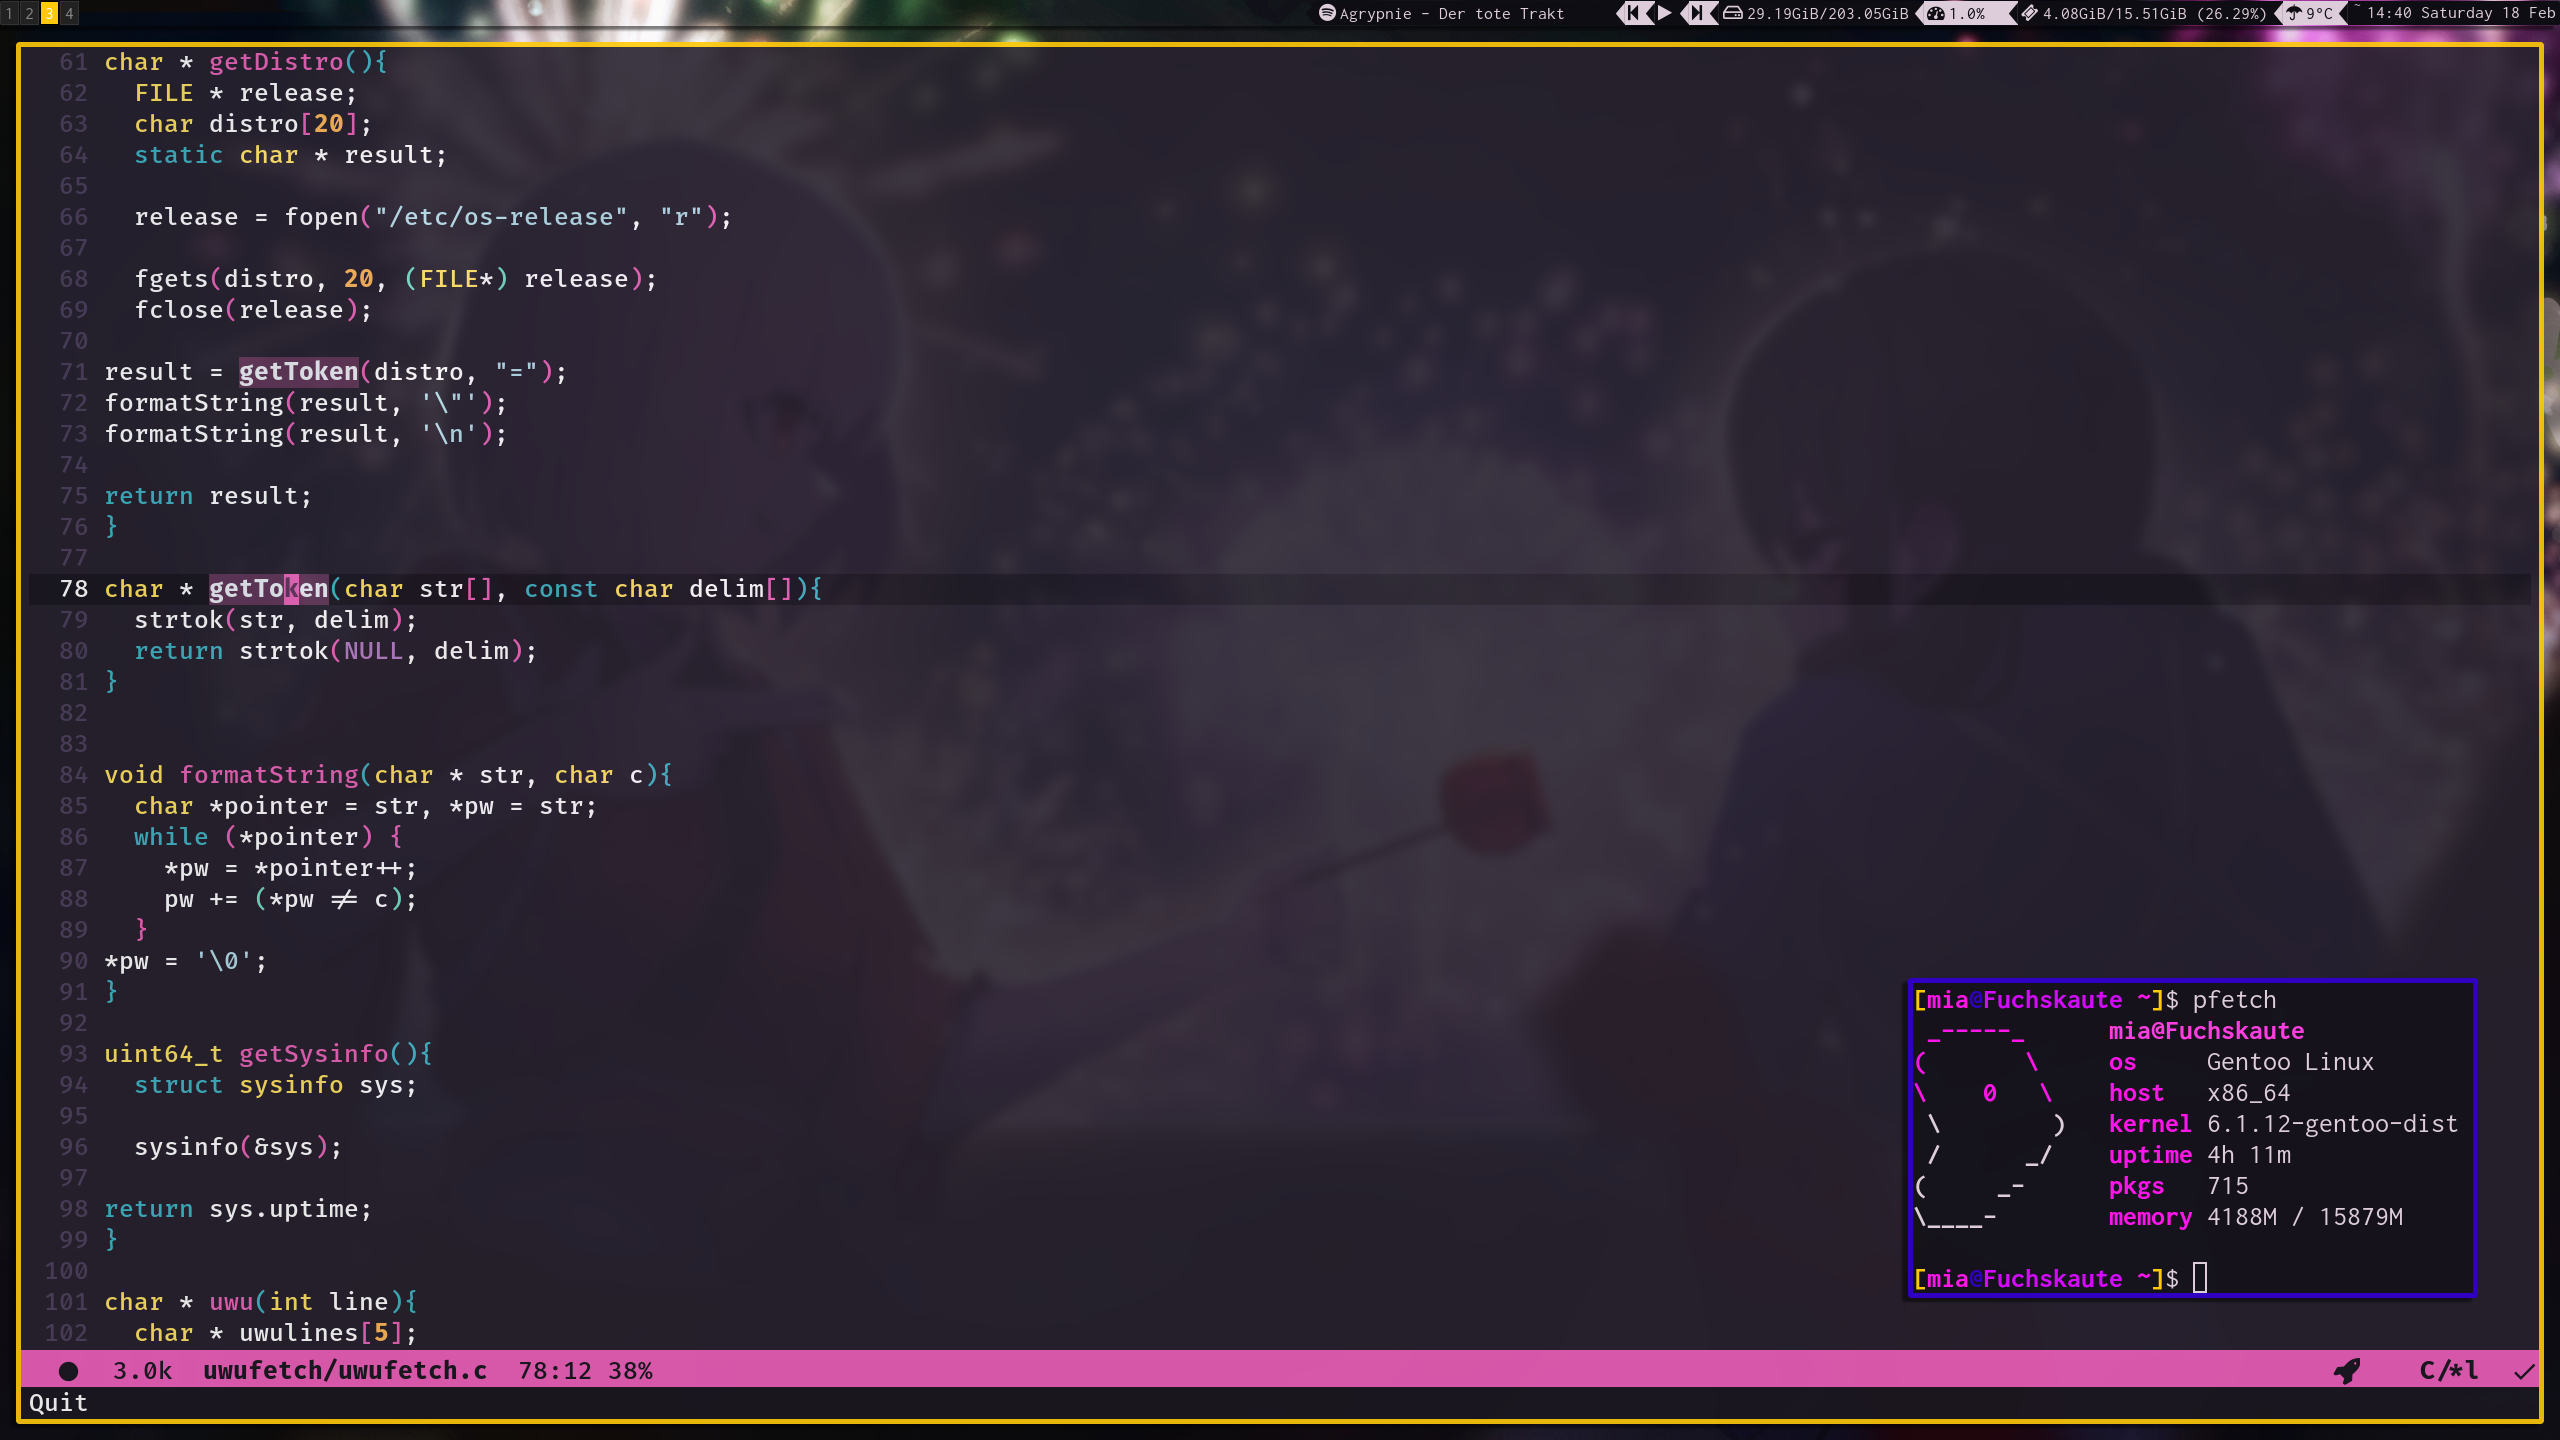 1 2 3 4 Agrypnie - Der tote Trakt 29.19GiB/203.05GiB 1.0% 4.08GiB/15.51GiB (26.29%) 9°C ~ 14:40 Saturday 18 Feb
61 char * getDistro(){
62   FILE * release;
63   char distro[20];
64   static char * result;
65
66   release = fopen("/etc/os-release", "r");
67
68   fgets(distro, 20, (FILE*) release);
69   fclose(release);
70
71 result = getToken(distro, "=");
72 formatString(result, '\"');
73 formatString(result, '\n');
74
75 return result;
76 }
77
78 char * getToken(char str[], const char delim[]){
79   strtok(str, delim);
80   return strtok(NULL, delim);
81 }
82
83
84 void formatString(char * str, char c){
85   char *pointer = str, *pw = str;
86   while (*pointer) {
87     *pw = *pointer++;
88     pw += (*pw != c);
89   }
90 *pw = '\0';
91 }
92
93 uint64_t getSysinfo(){
94   struct sysinfo sys;
95
96   sysinfo(&sys);
97
98 return sys.uptime;
99 }
100
101 char * uwu(int line){
102   char * uwulines[5];
● 3.0k uwufetch/uwufetch.c 78:12 38% C/*l
Quit
[mia@Fuchskaute ~]$ pfetch
 _-----_      mia@Fuchskaute
(       \     os     Gentoo Linux
\    0   \    host   x86_64
 \        )   kernel 6.1.12-gentoo-dist
 /      _/    uptime 4h 11m
(     _-      pkgs   715
\____-        memory 4188M / 15879M
[mia@Fuchskaute ~]$